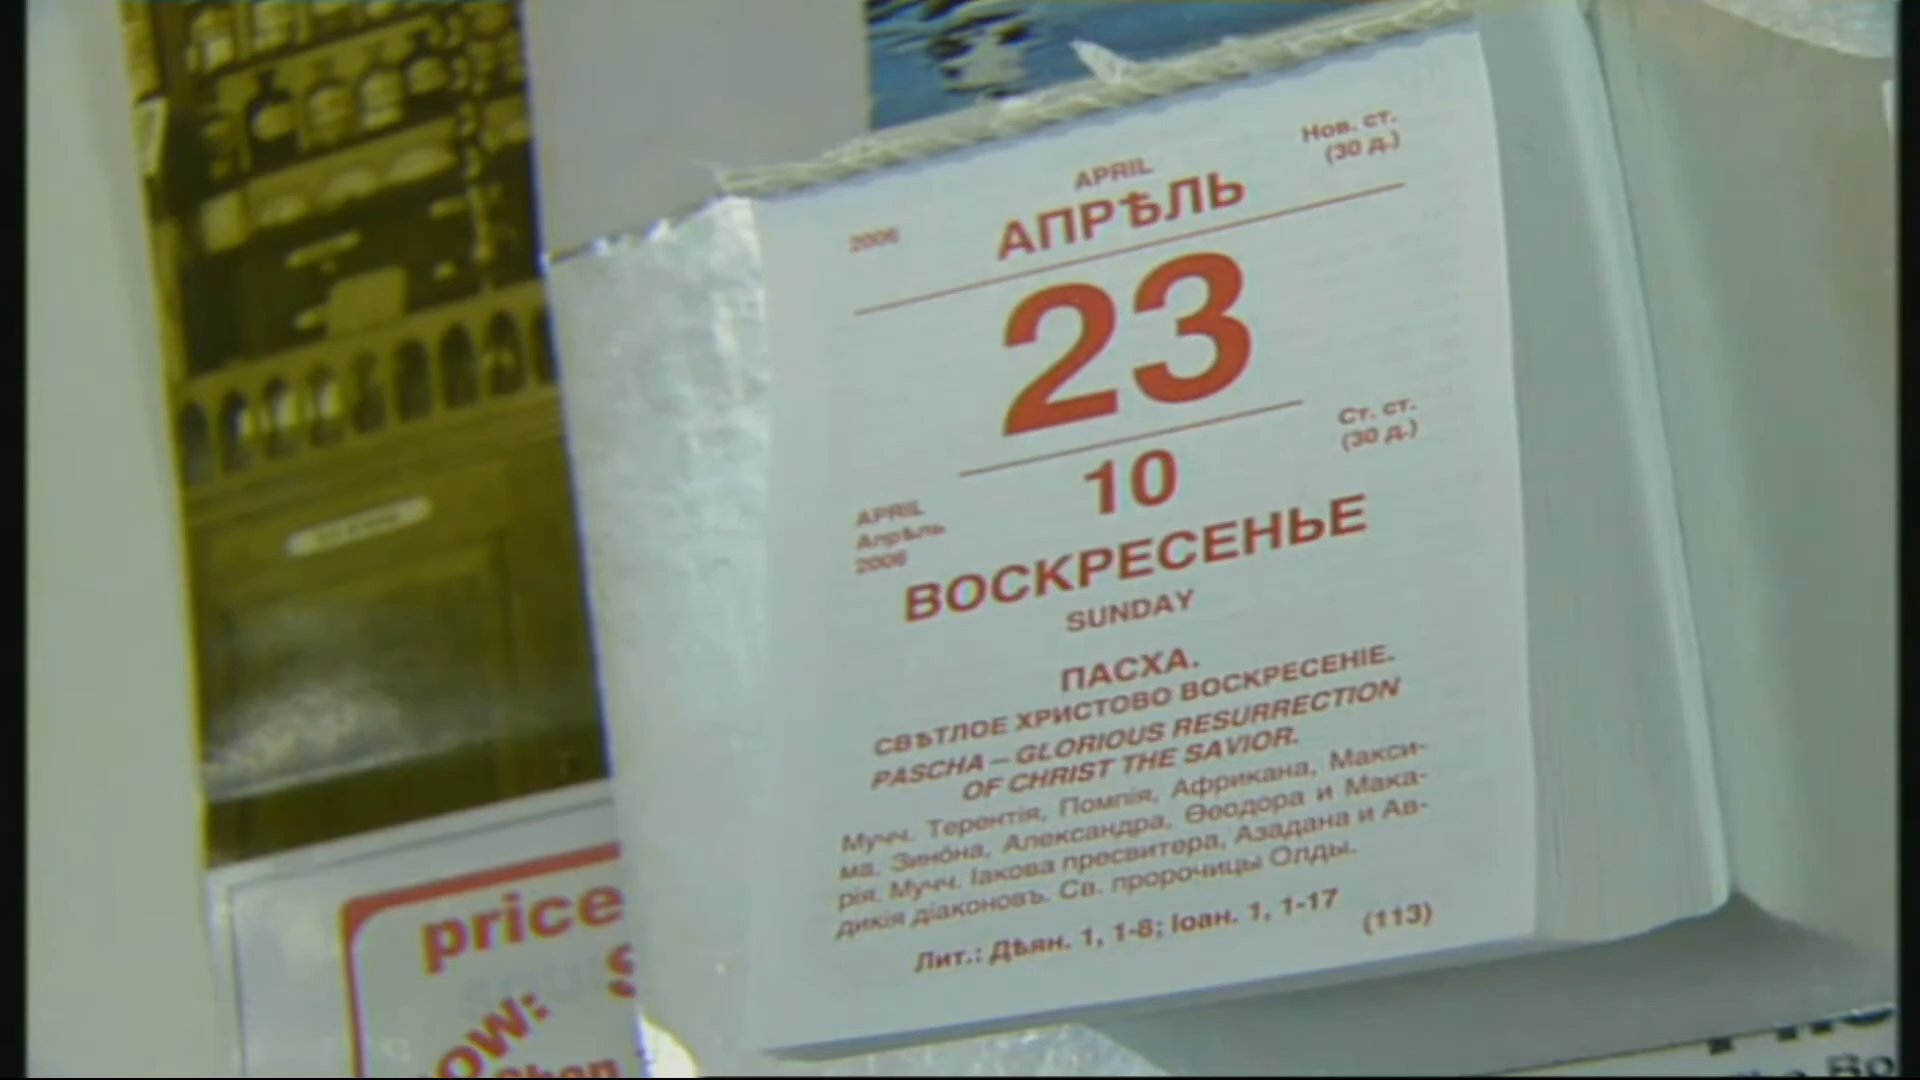 Нов. ст.
(30 д.)
APRIL
2006
АПРѢЛЬ
23
Ст. ст.
(30 д.)
10
APRIL
Апрѣль
2006
ВОСКРЕСЕНЬЕ
SUNDAY
ПАСХА.
СВѢТЛОЕ ХРИСТОВО ВОСКРЕСЕНІЕ.
PASCHA – GLORIOUS RESURRECTION
OF CHRIST THE SAVIOR.
Мучч. Терентія, Помпія, Африкана, Макси-
ма, Зинóна, Александра, Ѳеодора и Мака-
рія. Мучч. Іакова пресвитера, Азадана и Ав-
дикія діаконовъ. Св. пророчицы Олды.
Лит.: Дѣян. 1, 1-8; Іоан. 1, 1-17
(113)
price